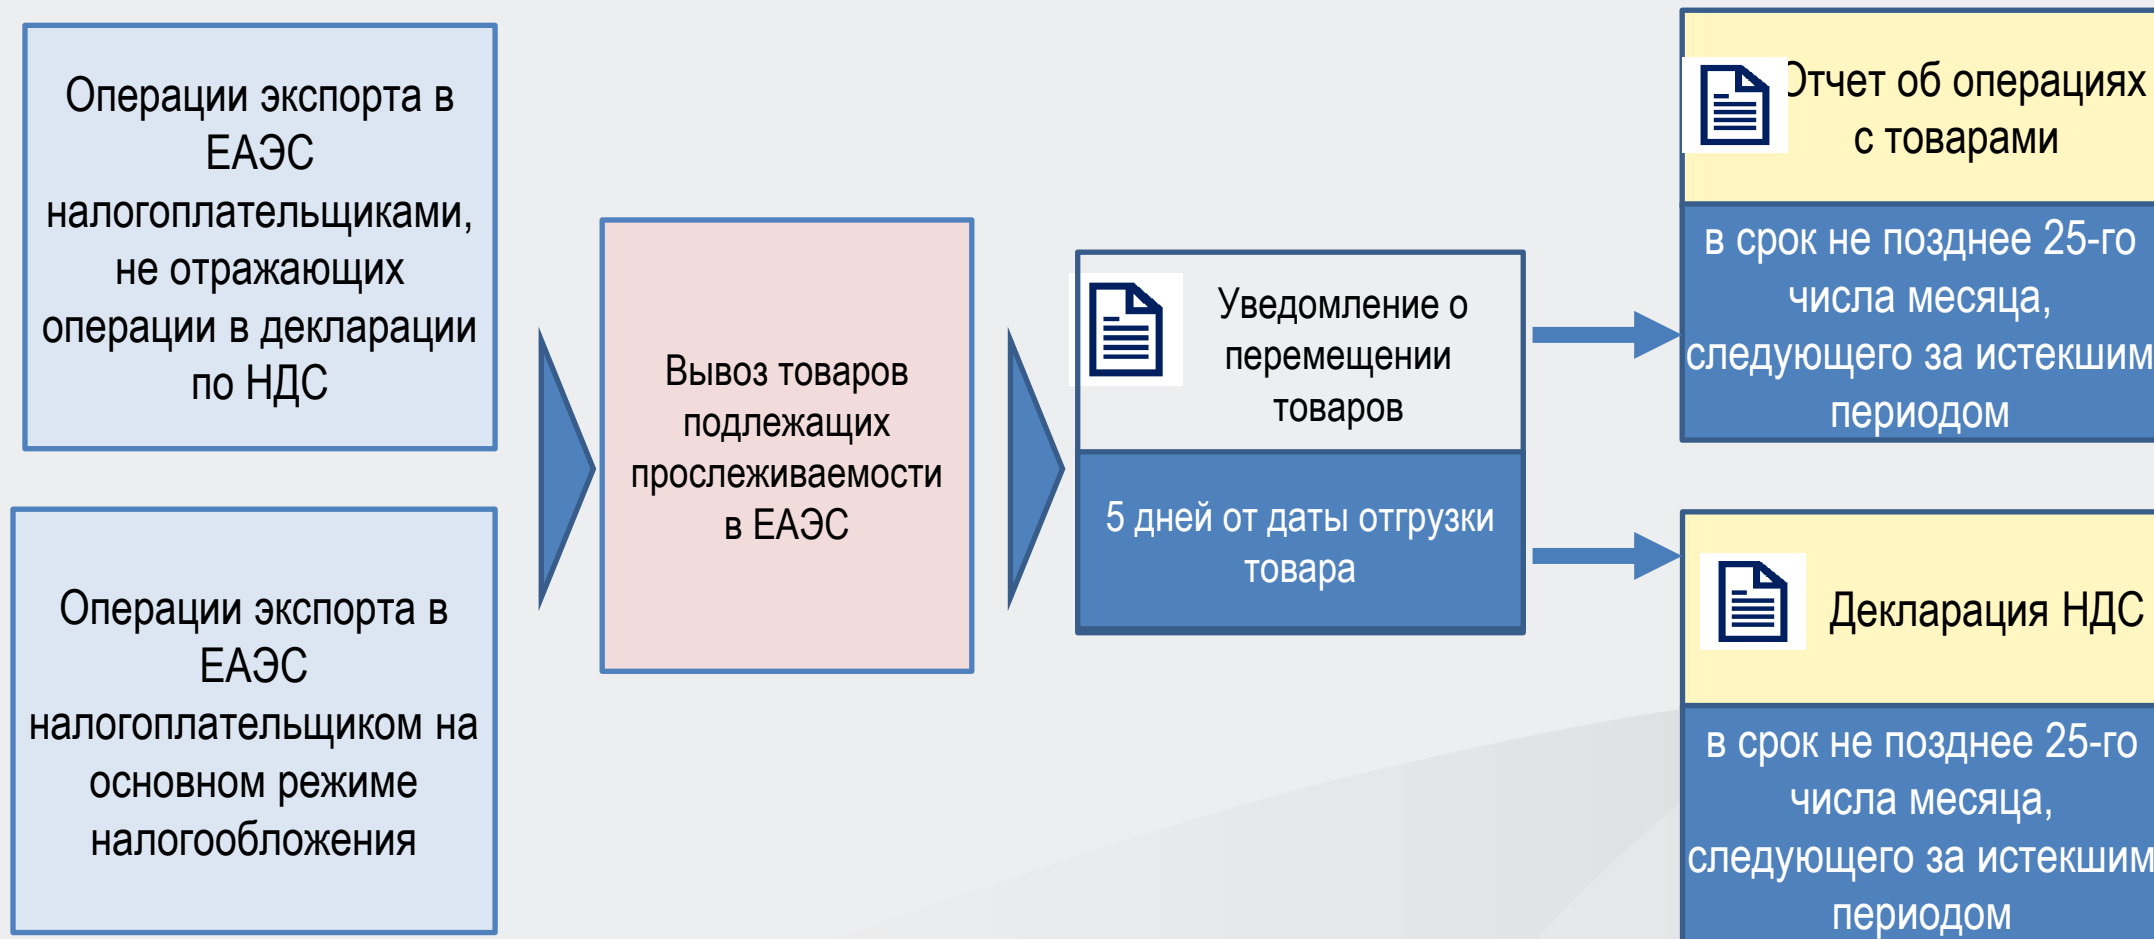 Операции экспорта в
ЕАЭС
налогоплательщиками,
не отражающих
операции в декларации
по НДС
Операции экспорта в
ЕАЭС
налогоплательщиком на
основном режиме
налогообложения
Вывоз товаров
подлежащих
прослеживаемости
в ЕАЭС
Уведомление о
перемещении
товаров
5 дней от даты отгрузки
товара
Отчет об операциях
с товарами
в срок не позднее 25-го
числа месяца,
следующего за истекшим
периодом
Декларация НДС
в срок не позднее 25-го
числа месяца,
следующего за истекшим
периодом